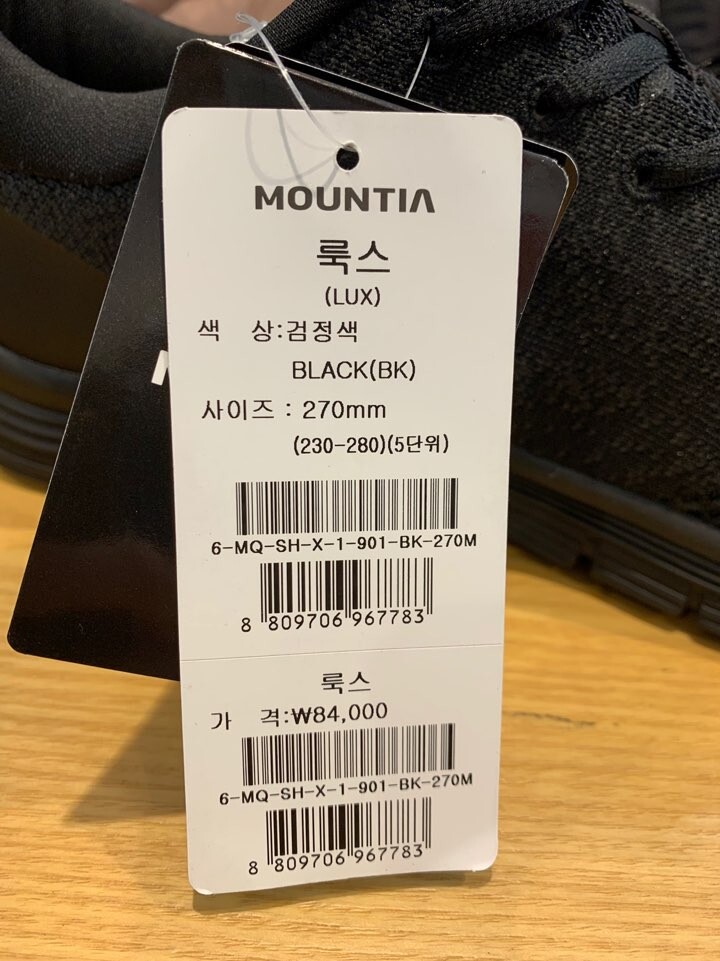 MOUNTIA
룩스
(LUX)
색 상:검정색
BLACK(BK)
사이즈 : 270mm
(230-280)(5단위)
6-MQ-SH-X-1-901-BK-270M
8 809706 967783
룩스
가 격:₩84,000
6-MQ-SH-X-1-901-BK-270M
8 809706 967783